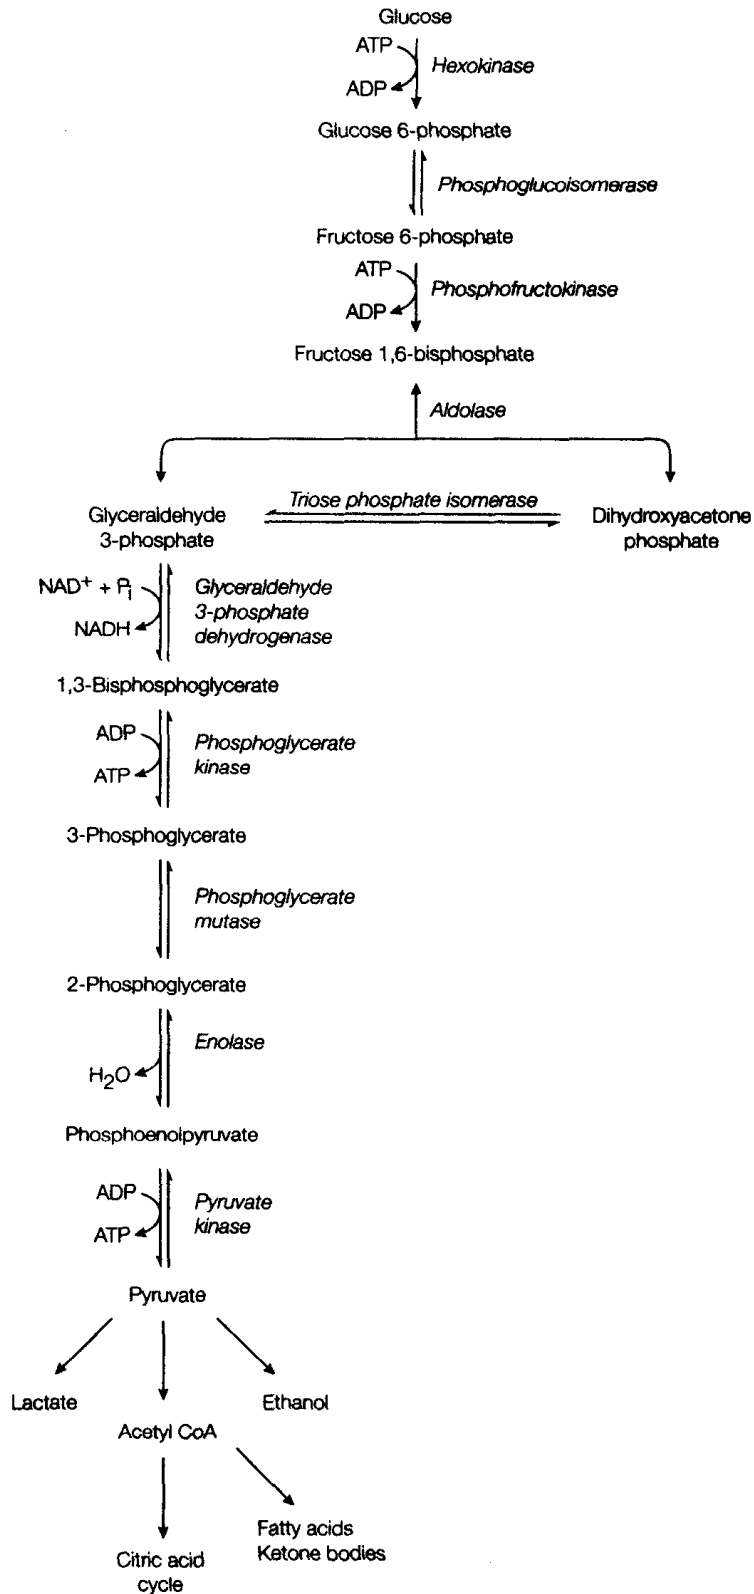 Glucose
ATP
Hexokinase
ADP
Glucose 6-phosphate
Phosphoglucoisomerase
Fructose 6-phosphate
ATP
Phosphofructokinase
ADP
Fructose 1,6-bisphosphate
Aldolase
Triose phosphate isomerase
Glyceraldehyde
3-phosphate
Dihydroxyacetone
phosphate
NAD+ + Pi
NADH
Glyceraldehyde
3-phosphate
dehydrogenase
1,3-Bisphosphoglycerate
ADP
ATP
Phosphoglycerate
kinase
3-Phosphoglycerate
Phosphoglycerate
mutase
2-Phosphoglycerate
Enolase
H2O
Phosphoenolpyruvate
ADP
ATP
Pyruvate
kinase
Pyruvate
Lactate
Ethanol
Acetyl CoA
Fatty acids
Ketone bodies
Citric acid
cycle